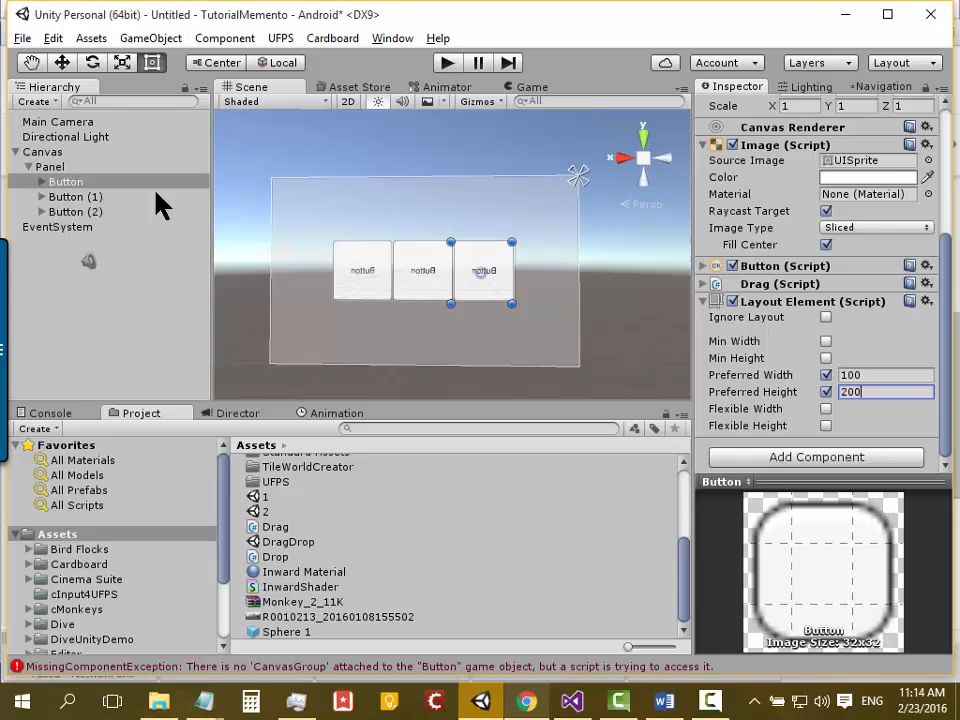 Unity Personal (64bit) - Untitled - TutorialMemento - Android* <DX9>
File Edit Assets GameObject Component UFPS Cardboard Window Help
Center Local Account Layers Layout
Hierarchy
Create All
Main Camera
Directional Light
Canvas
Panel
Button
Button (1)
Button (2)
EventSystem
Scene Asset Store Animator Game
Shaded 2D Gizmos All
y
x
Persp
Button Button Button
Inspector Lighting Navigation
Scale X 1 Y 1 Z 1
Canvas Renderer
Image (Script)
Source Image UISprite
Color
Material None (Material)
Raycast Target
Image Type Sliced
Fill Center
Button (Script)
Drag (Script)
Layout Element (Script)
Ignore Layout
Min Width
Min Height
Preferred Width 100
Preferred Height 200
Flexible Width
Flexible Height
Add Component
Button
Button
Image Size: 32x32
Console Project Director Animation
Create
Favorites
All Materials
All Models
All Prefabs
All Scripts
Assets
Bird Flocks
Cardboard
Cinema Suite
cInput4UFPS
cMonkeys
Dive
DiveUnityDemo
Assets
TileWorldCreator
UFPS
1
2
Drag
DragDrop
Drop
Inward Material
InwardShader
Monkey_2_11K
R0010213_20160108155502
Sphere 1
MissingComponentException: There is no 'CanvasGroup' attached to the "Button" game object, but a script is trying to access it.
ENG
11:14 AM
2/23/2016